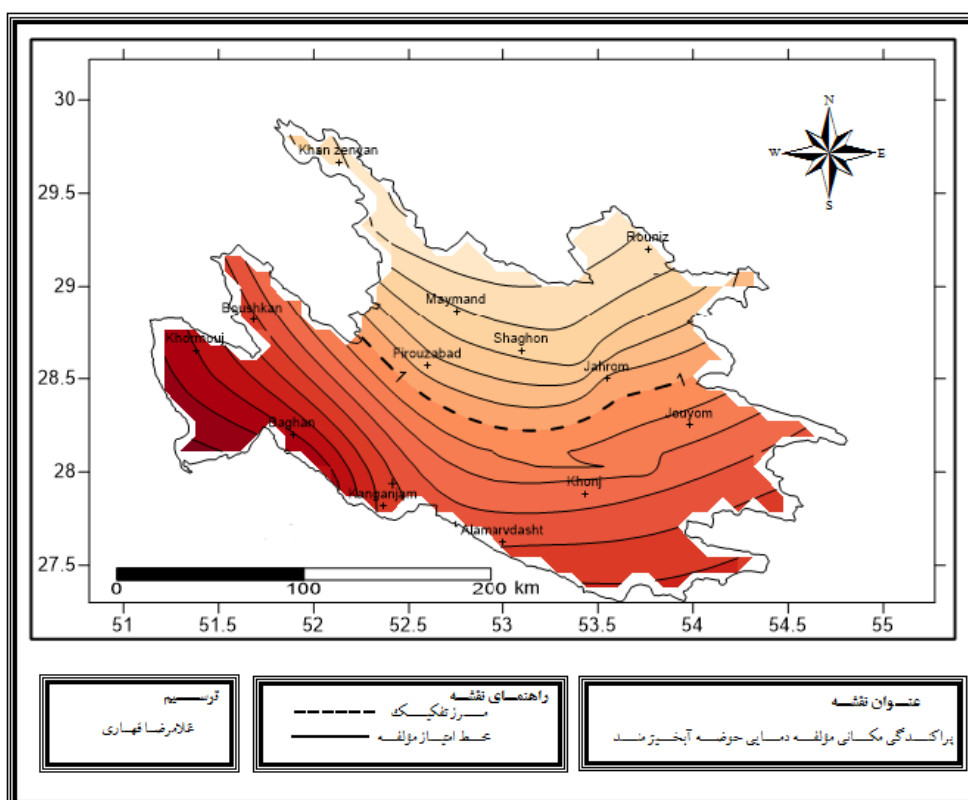 N
W E
S
30
29.5
29
28.5
28
27.5
Khan zenyan
Rouniz
Maymand
Boushkan
Shaghon
Khormouj
Pirouzabad
Jahrom
1 1
Jouyom
Daghan
Khonj
Kanganjam
Alamarvdasht
0 100 200 km
51 51.5 52 52.5 53 53.5 54 54.5 55
عنوان نقشه
پراکندگی مکانی مؤلفه دمایی حوضه آبخیز مند
راهنمای نقشه
مرز تفکیک
خط امتیاز مؤلفه
ترسیم
غلامرضا قهاری